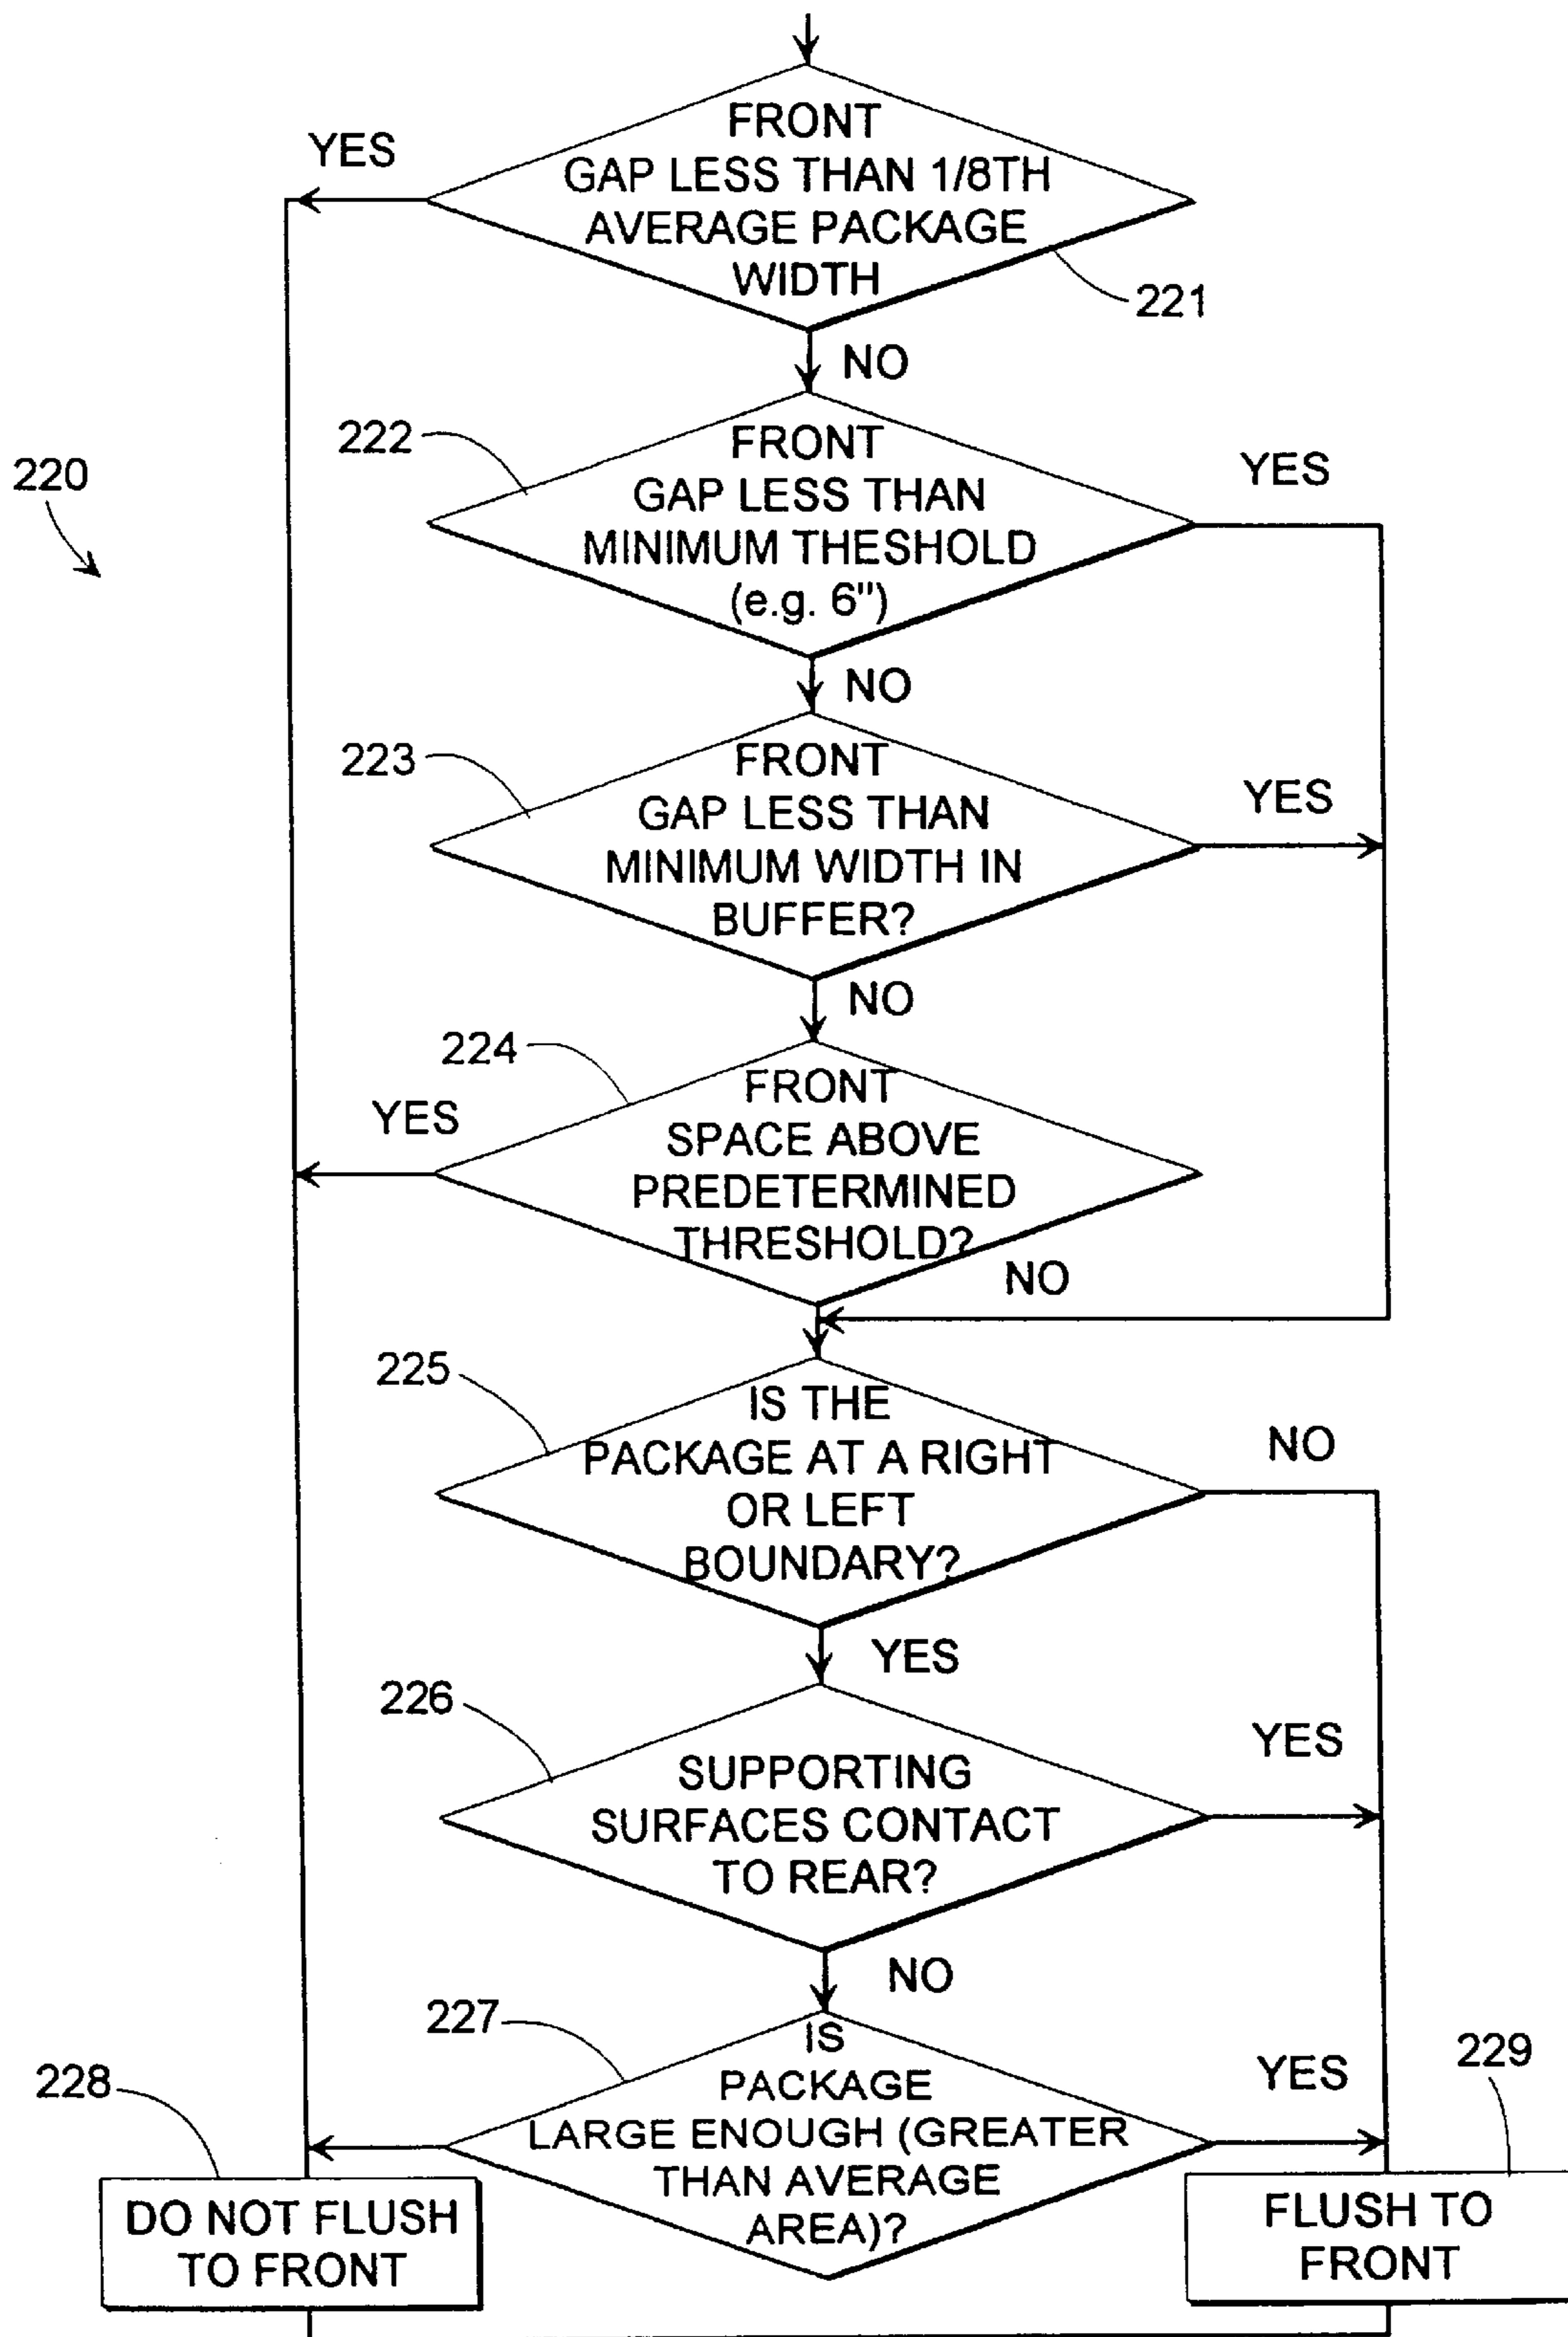 FRONT
GAP LESS THAN 1/8TH
AVERAGE PACKAGE
WIDTH
YES
221
NO
220
222
FRONT
GAP LESS THAN
MINIMUM THESHOLD
(e.g. 6")
YES
NO
223
FRONT
GAP LESS THAN
MINIMUM WIDTH IN
BUFFER?
YES
NO
224
YES
FRONT
SPACE ABOVE
PREDETERMINED
THRESHOLD?
NO
225
IS THE
PACKAGE AT A RIGHT
OR LEFT
BOUNDARY?
NO
YES
226
SUPPORTING
SURFACES CONTACT
TO REAR?
YES
NO
227
IS
PACKAGE
LARGE ENOUGH (GREATER
THAN AVERAGE
AREA)?
YES
228
DO NOT FLUSH
TO FRONT
229
FLUSH TO
FRONT